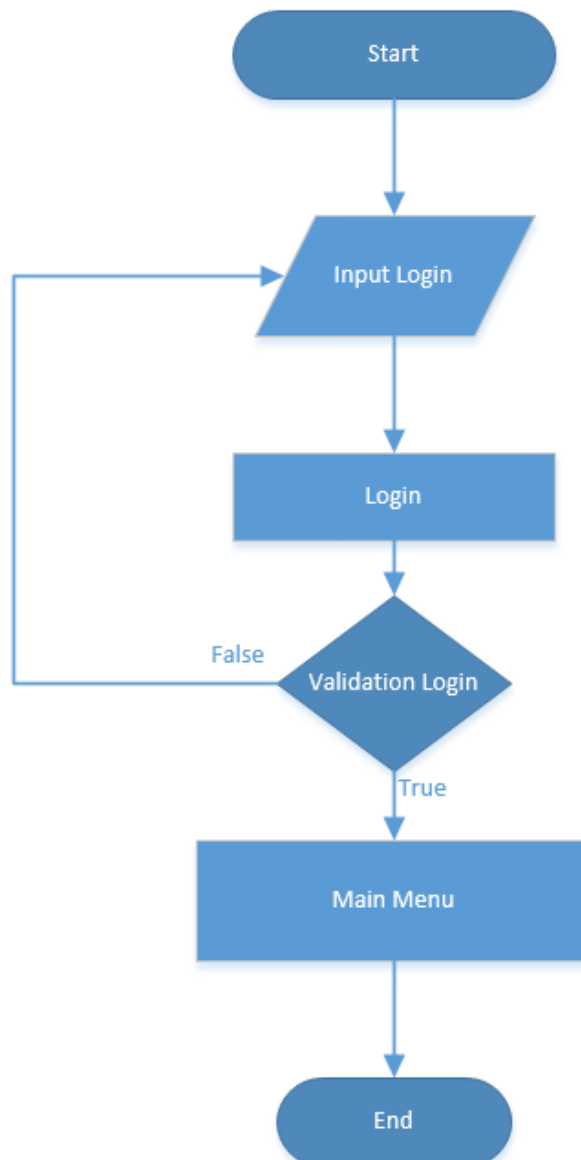 Start
Input Login
Login
False
Validation Login
True
Main Menu
End